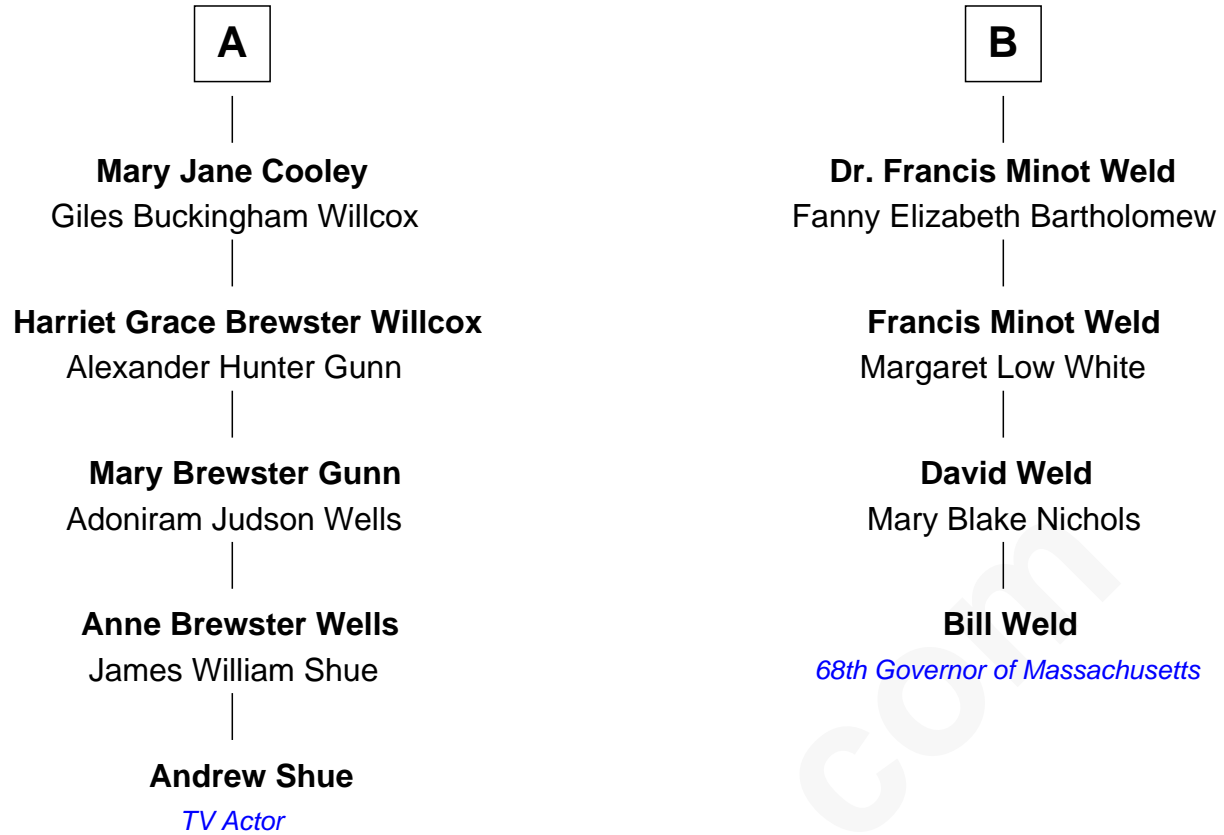 A
Mary Jane Cooley
Giles Buckingham Willcox
Harriet Grace Brewster Willcox
Alexander Hunter Gunn
Mary Brewster Gunn
Adoniram Judson Wells
Anne Brewster Wells
James William Shue
Andrew Shue
TV Actor
B
Dr. Francis Minot Weld
Fanny Elizabeth Bartholomew
Francis Minot Weld
Margaret Low White
David Weld
Mary Blake Nichols
Bill Weld
68th Governor of Massachusetts
com